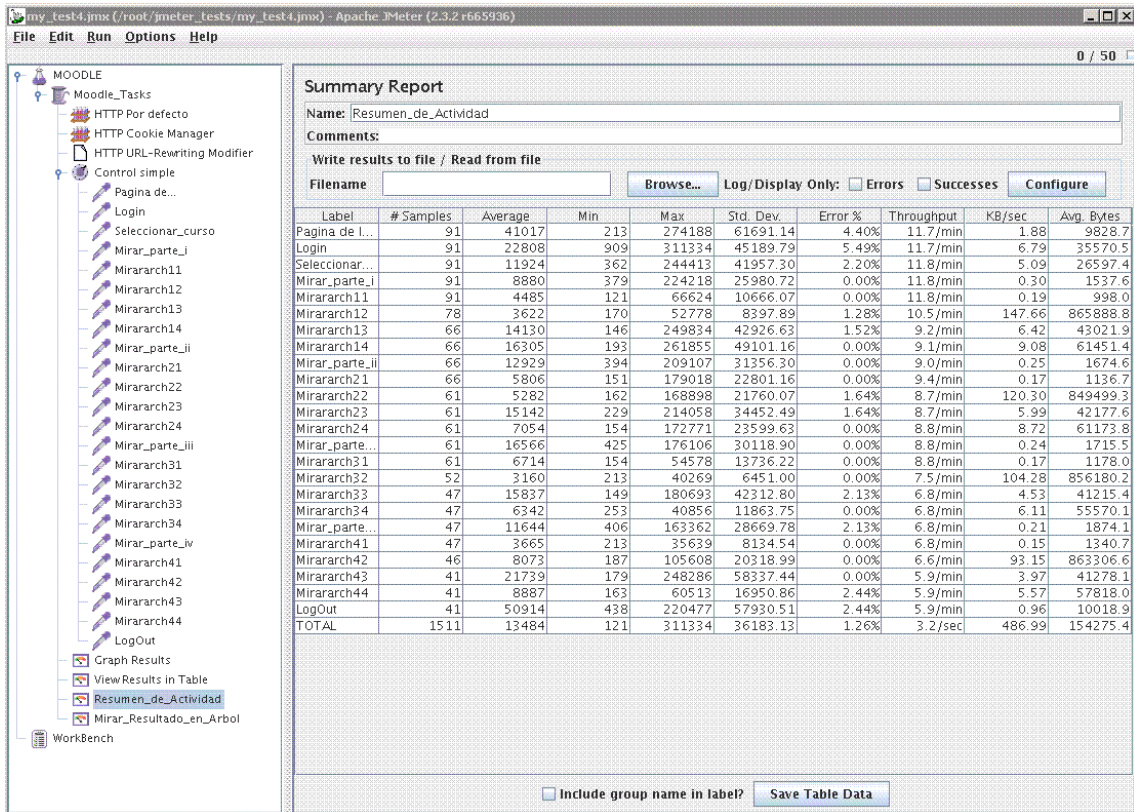 my_test4.jmx (/root/jmeter_tests/my_test4.jmx) - Apache JMeter (2.3.2 r665936)
File Edit Run Options Help
0 / 50
MOODLE
Moodle_Tasks
HTTP Por defecto
HTTP Cookie Manager
HTTP URL-Rewriting Modifier
Control simple
Pagina de...
Login
Seleccionar_curso
Mirar_parte_i
Mirararch11
Mirararch12
Mirararch13
Mirararch14
Mirar_parte_ii
Mirararch21
Mirararch22
Mirararch23
Mirararch24
Mirar_parte_iii
Mirararch31
Mirararch32
Mirararch33
Mirararch34
Mirar_parte_iv
Mirararch41
Mirararch42
Mirararch43
Mirararch44
LogOut
Graph Results
View Results in Table
Resumen_de_Actividad
Mirar_Resultado_en_Arbol
WorkBench
Summary Report
Name: Resumen_de_Actividad
Comments:
Write results to file / Read from file
Filename Browse... Log/Display Only: Errors Successes Configure
Label # Samples Average Min Max Std. Dev. Error % Throughput KB/sec Avg. Bytes
Pagina de l... 91 41017 213 274188 61691.14 4.40% 11.7/min 1.88 9828.7
Login 91 22808 909 311334 45189.79 5.49% 11.7/min 6.79 35570.5
Seleccionar... 91 11924 362 244413 41957.30 2.20% 11.8/min 5.09 26597.4
Mirar_parte_i 91 8880 379 224218 25980.72 0.00% 11.8/min 0.30 1537.6
Mirararch11 91 4485 121 66624 10666.07 0.00% 11.8/min 0.19 998.0
Mirararch12 78 3622 170 52778 8397.89 1.28% 10.5/min 147.66 865888.8
Mirararch13 66 14130 146 249834 42926.63 1.52% 9.2/min 6.42 43021.9
Mirararch14 66 16305 193 261855 49101.16 0.00% 9.1/min 9.08 61451.4
Mirar_parte_ii 66 12929 394 209107 31356.30 0.00% 9.0/min 0.25 1674.6
Mirararch21 66 5806 151 179018 22801.16 0.00% 9.4/min 0.17 1136.7
Mirararch22 61 5282 162 168898 21760.07 1.64% 8.7/min 120.30 849499.3
Mirararch23 61 15142 229 214058 34452.49 1.64% 8.7/min 5.99 42177.6
Mirararch24 61 7054 154 172771 23599.63 0.00% 8.8/min 8.72 61173.8
Mirar_parte... 61 16566 425 176106 30118.90 0.00% 8.8/min 0.24 1715.5
Mirararch31 61 6714 154 54578 13736.22 0.00% 8.8/min 0.17 1178.0
Mirararch32 52 3160 213 40269 6451.00 0.00% 7.5/min 104.28 856180.2
Mirararch33 47 15837 149 180693 42312.80 2.13% 6.8/min 4.53 41215.4
Mirararch34 47 6342 253 40856 11863.75 0.00% 6.8/min 6.11 55570.1
Mirar_parte... 47 11644 406 163362 28669.78 2.13% 6.8/min 0.21 1874.1
Mirararch41 47 3665 213 35639 8134.54 0.00% 6.8/min 0.15 1340.7
Mirararch42 46 8073 187 105608 20318.99 0.00% 6.6/min 93.15 863306.6
Mirararch43 41 21739 179 248286 58337.44 0.00% 5.9/min 3.97 41278.1
Mirararch44 41 8887 163 60513 16950.86 2.44% 5.9/min 5.57 57818.0
LogOut 41 50914 438 220477 57930.51 2.44% 5.9/min 0.96 10018.9
TOTAL 1511 13484 121 311334 36183.13 1.26% 3.2/sec 486.99 154275.4
Include group name in label? Save Table Data